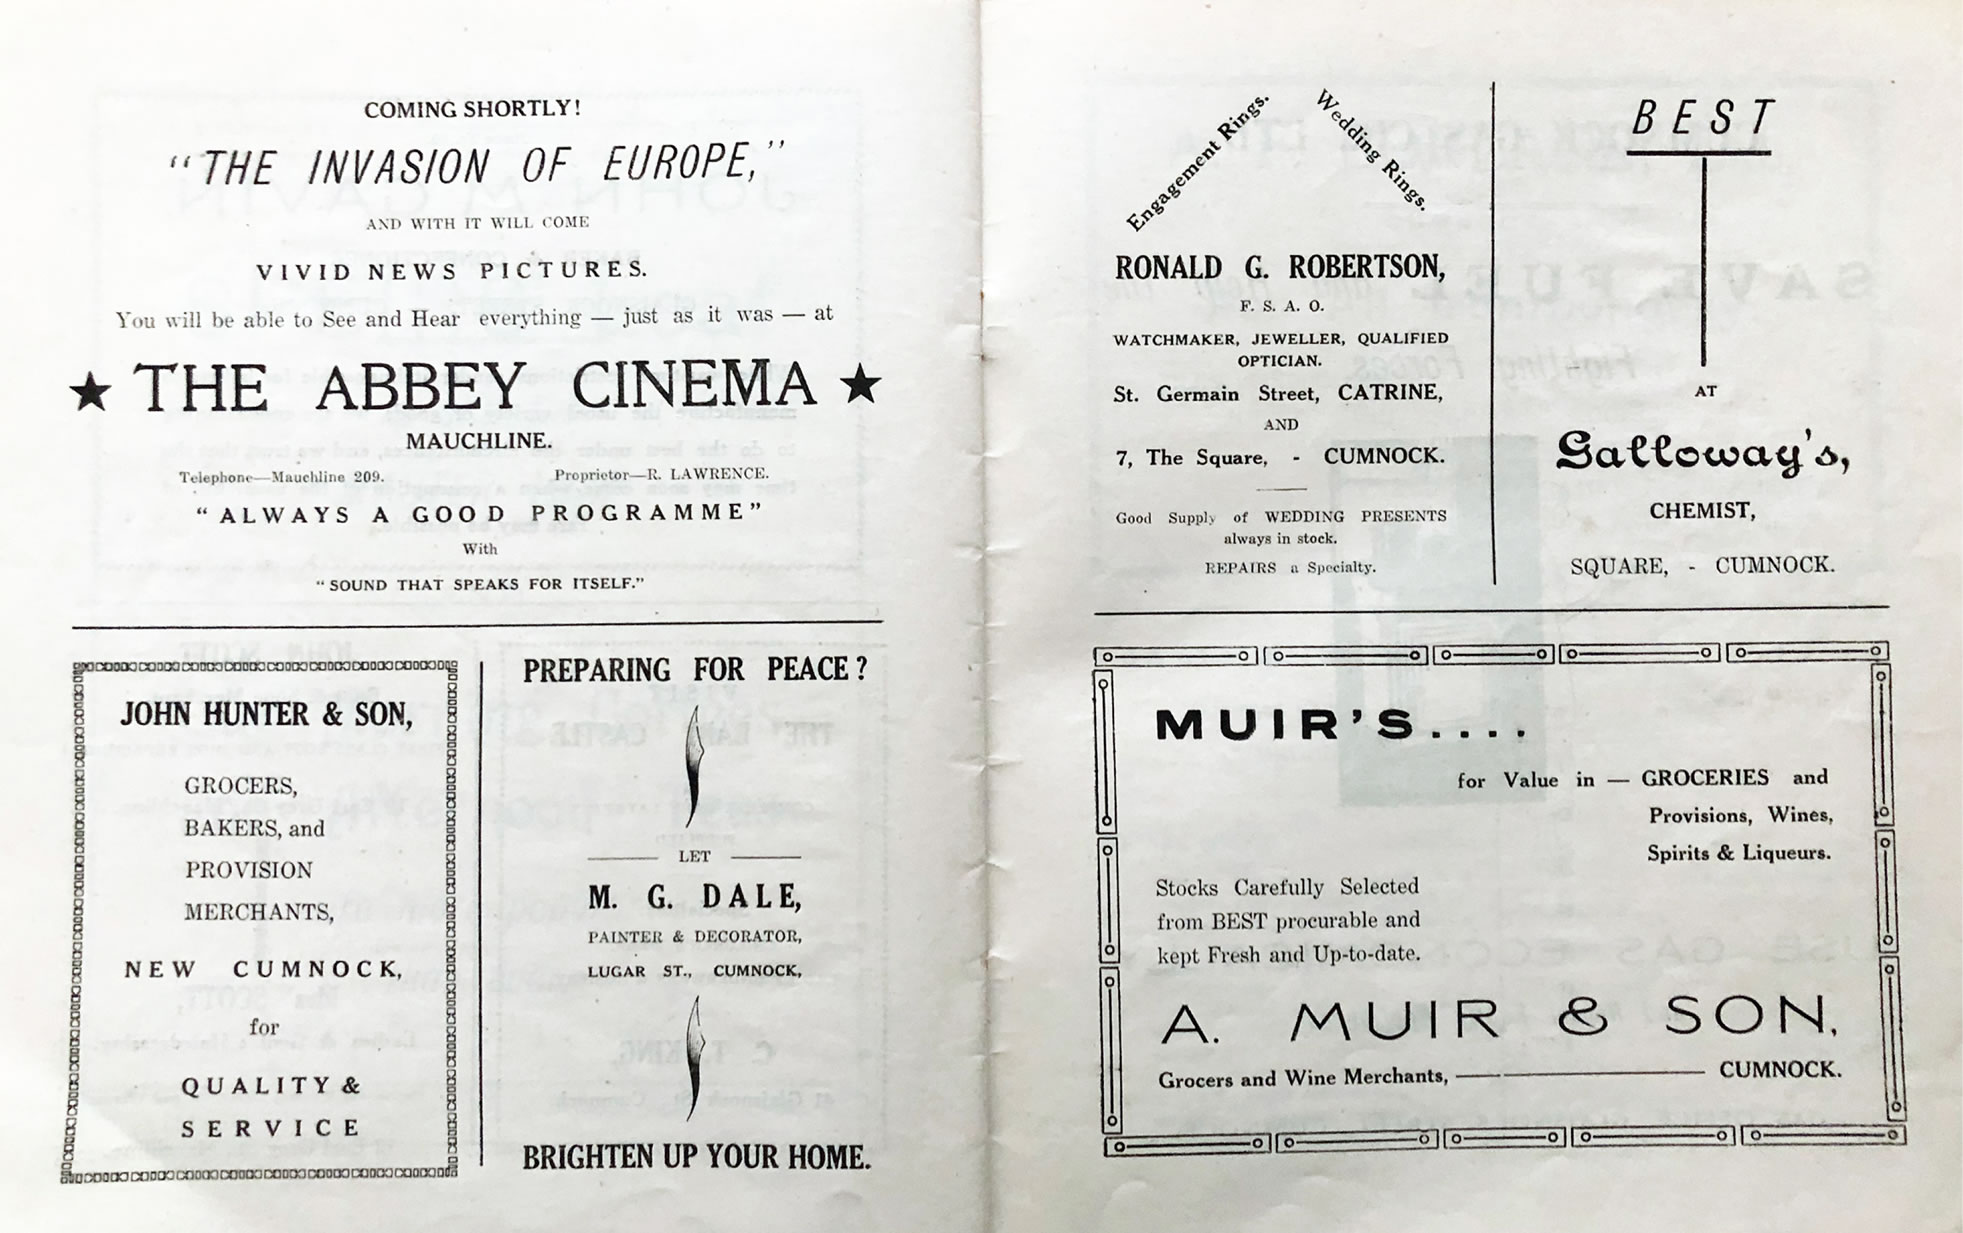 COMING SHORTLY!
"THE INVASION OF EUROPE,"
AND WITH IT WILL COME
VIVID NEWS PICTURES.
You will be able to See and Hear everything — just as it was — at
★ THE ABBEY CINEMA ★
MAUCHLINE.
Telephone—Mauchline 209. Proprietor—R. LAWRENCE.
"ALWAYS A GOOD PROGRAMME"
With
"SOUND THAT SPEAKS FOR ITSELF."
JOHN HUNTER & SON,
GROCERS,
BAKERS, and
PROVISION
MERCHANTS,
NEW CUMNOCK,
for
QUALITY &
SERVICE
PREPARING FOR PEACE?
LET
M. G. DALE,
PAINTER & DECORATOR,
LUGAR ST., CUMNOCK,
BRIGHTEN UP YOUR HOME.
Engagement Rings.
Wedding Rings.
RONALD G. ROBERTSON,
F. S. A. O.
WATCHMAKER, JEWELLER, QUALIFIED
OPTICIAN.
St. Germain Street, CATRINE,
AND
7, The Square, - CUMNOCK.
Good Supply of WEDDING PRESENTS
always in stock.
REPAIRS a Specialty.
BEST
AT
Galloway's,
CHEMIST,
SQUARE, - CUMNOCK.
MUIR'S....
for Value in — GROCERIES and
Provisions, Wines,
Spirits & Liqueurs.
Stocks Carefully Selected
from BEST procurable and
kept Fresh and Up-to-date.
A. MUIR & SON,
Grocers and Wine Merchants, ——— CUMNOCK.